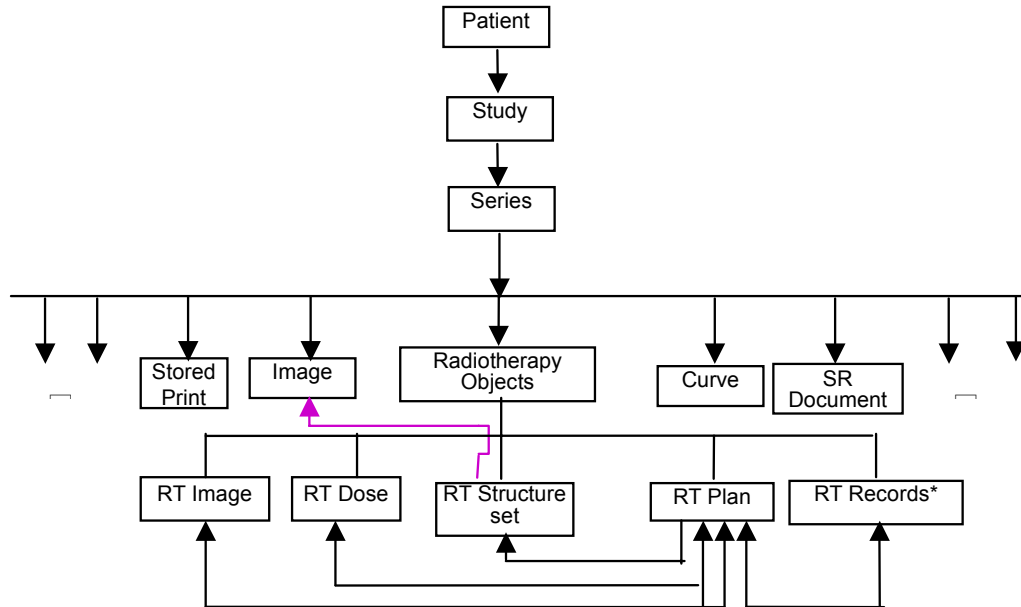 Patient
Study
Series
Stored
Print
Image
Radiotherapy
Objects
Curve
SR
Document
RT Image
RT Dose
RT Structure
set
RT Plan
RT Records*